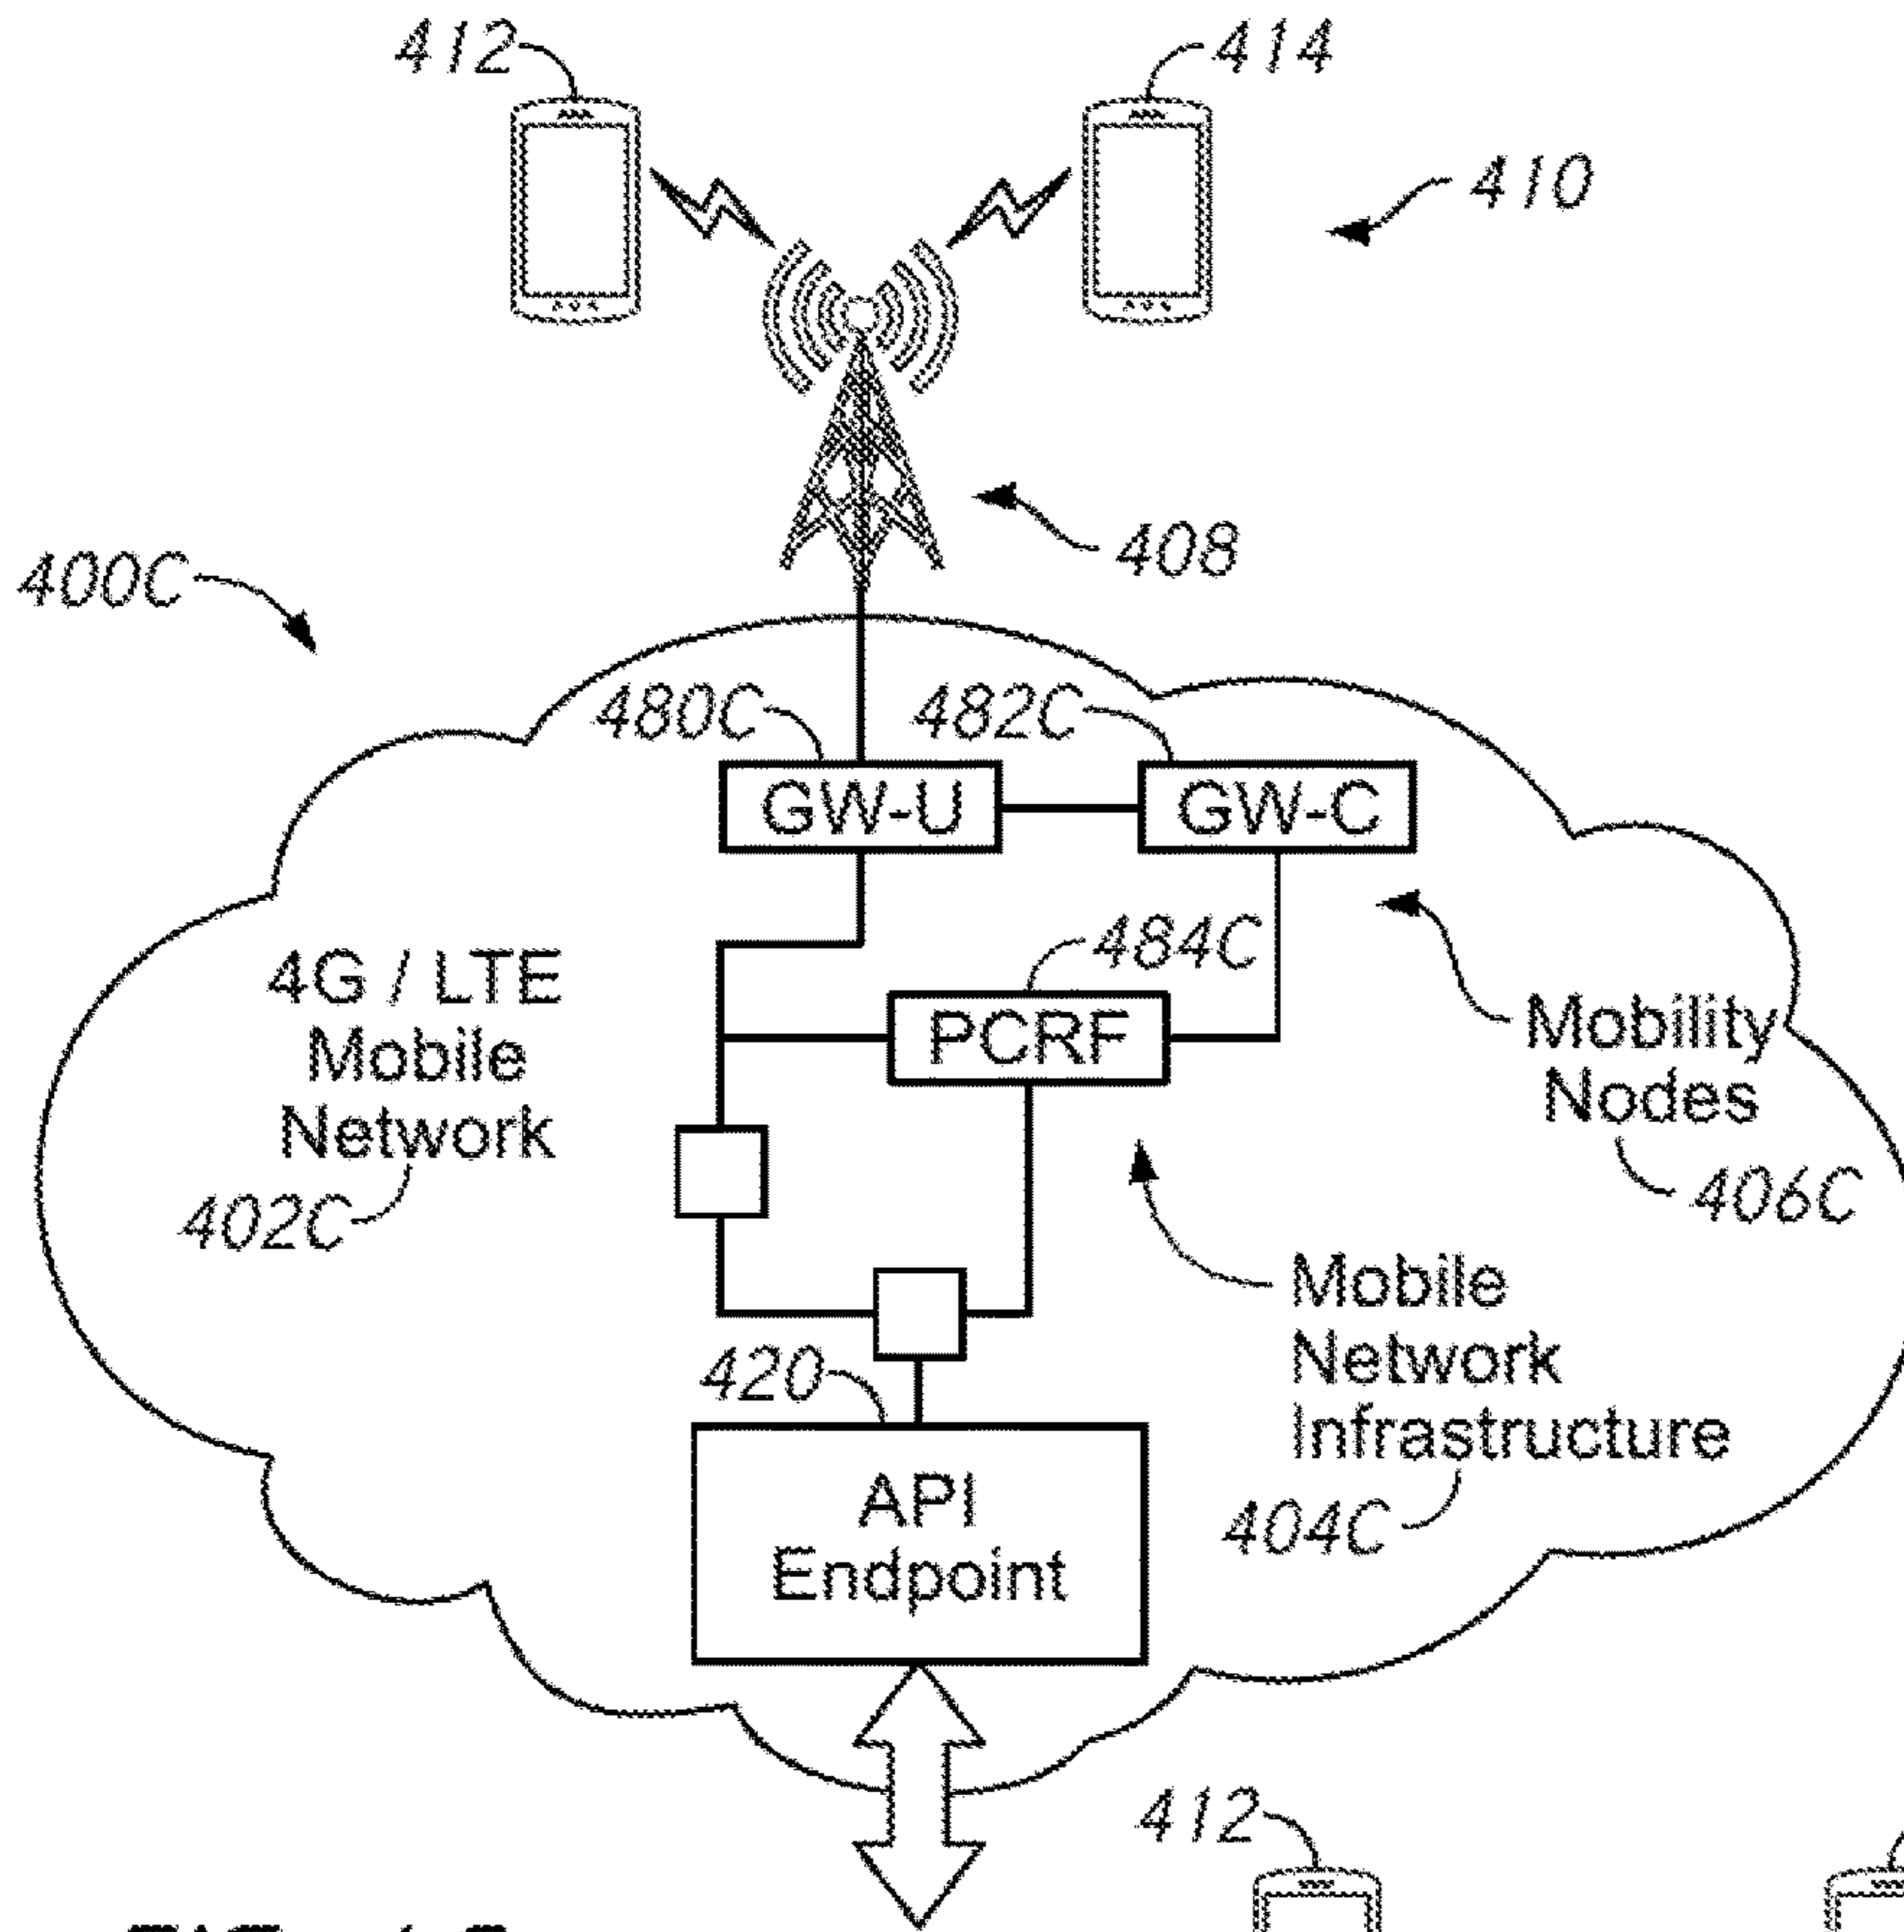 412
414
410
408
400C
480C
482C
GW-U
GW-C
484C
4G / LTE
Mobile
Network
402C
PCRF
Mobility
Nodes
406C
Mobile
Network
Infrastructure
404C
420
API
Endpoint
412